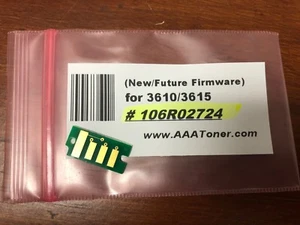 (New/Future Firmware)
for 3610/3615
# 106R02724
www.AAAToner.com